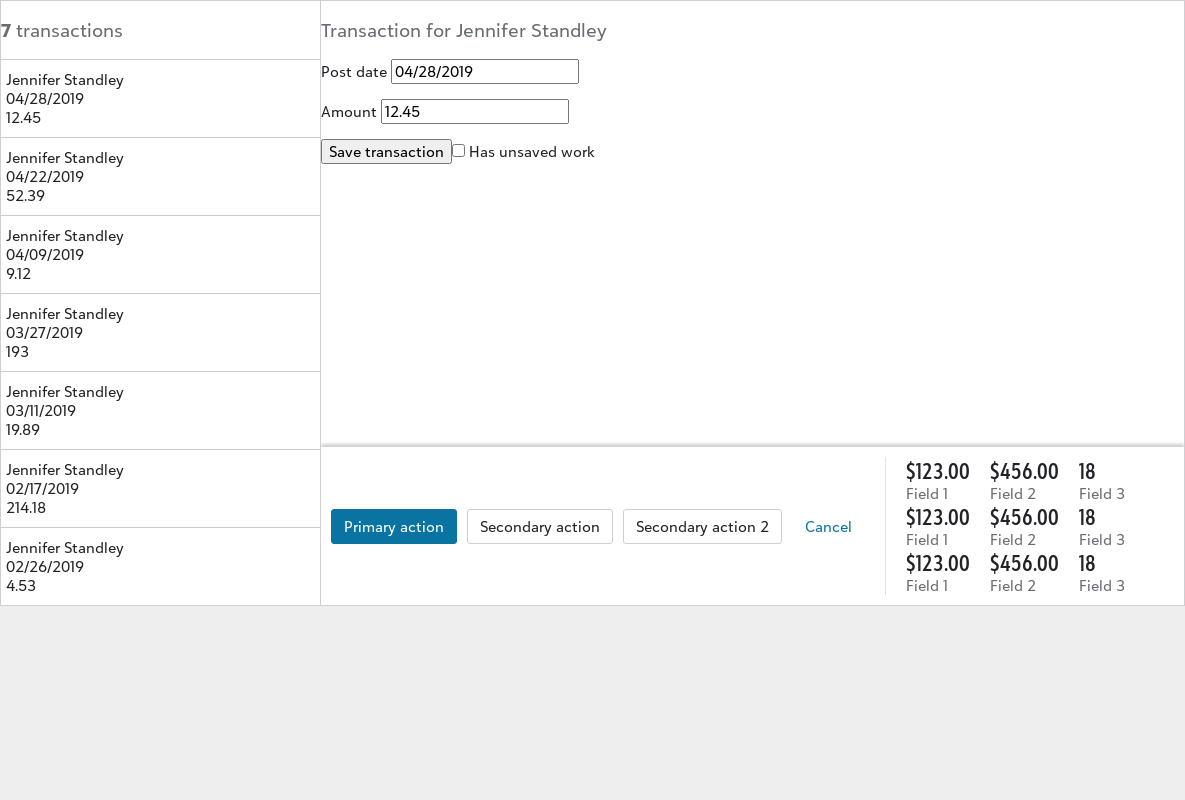 7 transactions
Jennifer Standley
04/28/2019
12.45
Jennifer Standley
04/22/2019
52.39
Jennifer Standley
04/09/2019
9.12
Jennifer Standley
03/27/2019
193
Jennifer Standley
03/11/2019
19.89
Jennifer Standley
02/17/2019
214.18
Jennifer Standley
02/26/2019
4.53
Transaction for Jennifer Standley
Post date 04/28/2019
Amount 12.45
Save transaction Has unsaved work
Primary action Secondary action Secondary action 2 Cancel
$123.00 $456.00 18
Field 1 Field 2 Field 3
$123.00 $456.00 18
Field 1 Field 2 Field 3
$123.00 $456.00 18
Field 1 Field 2 Field 3